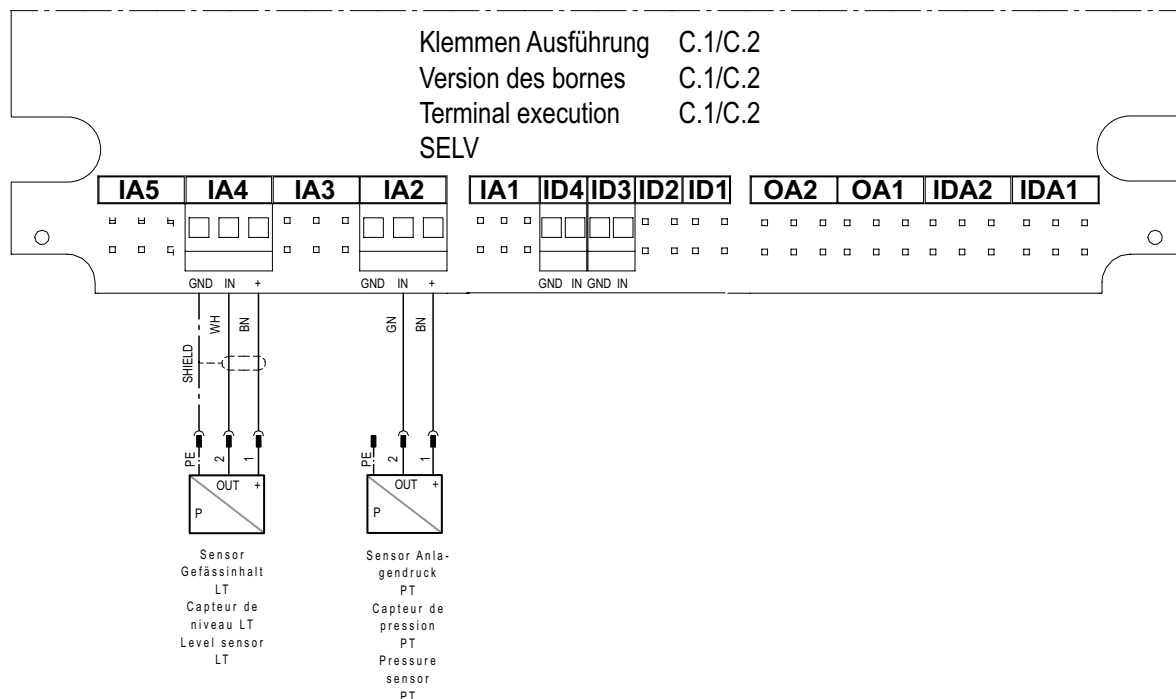 Klemmen Ausführung C.1/C.2
Version des bornes C.1/C.2
Terminal execution C.1/C.2
SELV
IA5 IA4 IA3 IA2 IA1 ID4 ID3 ID2 ID1 OA2 OA1 IDA2 IDA1
GND IN + GND IN + GND IN GND IN
SHIELD WH BN GN BN
PE 2 1 PE 2 1
OUT + OUT +
P P
Sensor
Gefässinhalt
LT
Capteur de
niveau LT
Level sensor
LT
Sensor Anla-
gendruck
PT
Capteur de
pression
PT
Pressure
sensor
PT